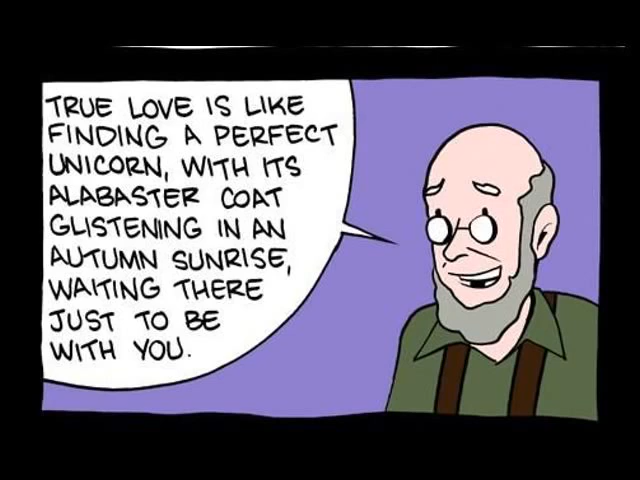 TRUE LOVE IS LIKE
FINDING A PERFECT
UNICORN, WITH ITS
ALABASTER COAT
GLISTENING IN AN
AUTUMN SUNRISE,
WAITING THERE
JUST TO BE
WITH YOU.